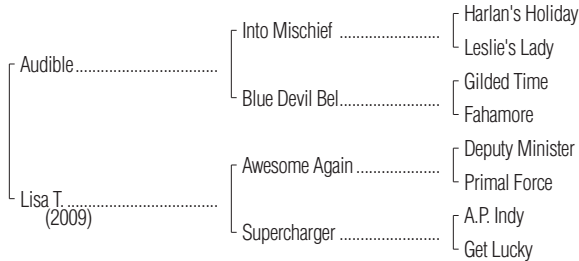 Harlan's Holiday
Into Mischief ....................
Leslie's Lady
Audible .............................
Gilded Time
Blue Devil Bel....................
Fahamore
Deputy Minister
Awesome Again .................
Primal Force
Lisa T. ...............................
(2009)
A.P. Indy
Supercharger ....................
Get Lucky